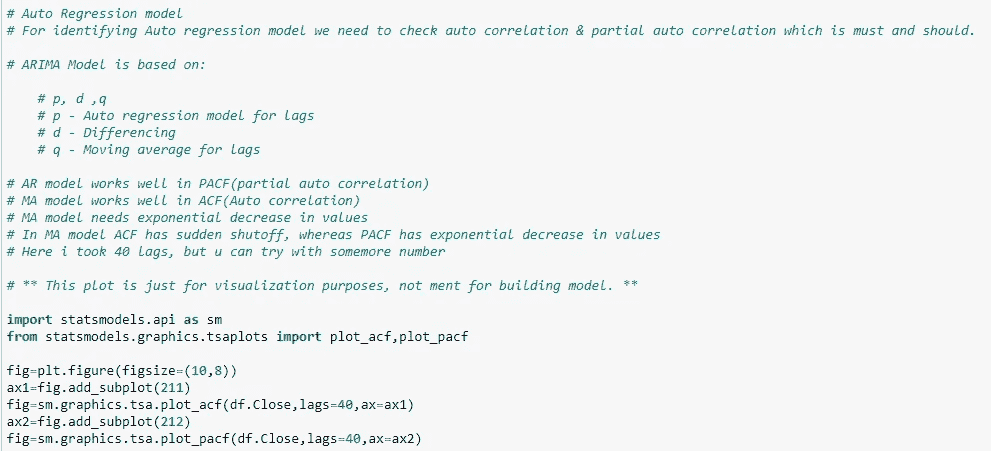 # Auto Regression model
# For identifying Auto regression model we need to check auto correlation & partial auto correlation which is must and should.
# ARIMA Model is based on:
# p, d ,q
# p - Auto regression model for lags
# d - Differencing
# q - Moving average for lags
# AR model works well in PACF(partial auto correlation)
# MA model works well in ACF(Auto correlation)
# MA model needs exponential decrease in values
# In MA model ACF has sudden shutoff, whereas PACF has exponential decrease in values
# Here i took 40 lags, but u can try with somemore number
# ** This plot is just for visualization purposes, not ment for building model. **
import statsmodels.api as sm
from statsmodels.graphics.tsaplots import plot_acf,plot_pacf
fig=plt.figure(figsize=(10,8))
ax1=fig.add_subplot(211)
fig=sm.graphics.tsa.plot_acf(df.Close,lags=40,ax=ax1)
ax2=fig.add_subplot(212)
fig=sm.graphics.tsa.plot_pacf(df.Close,lags=40,ax=ax2)